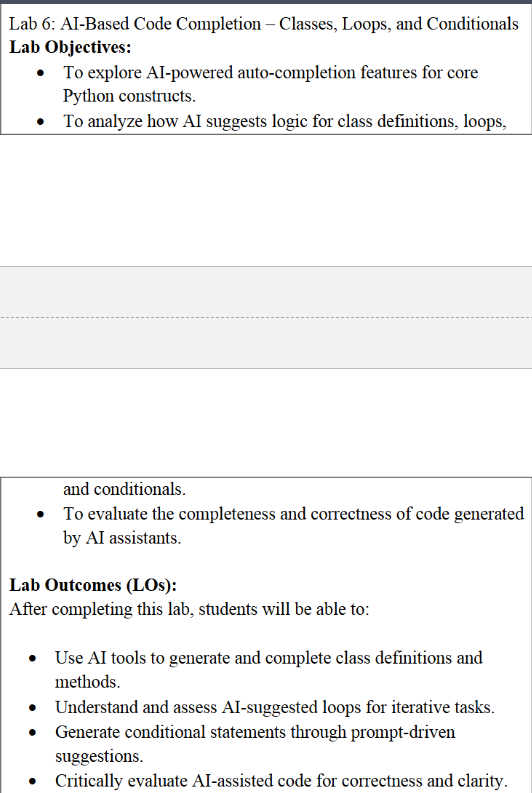 Lab 6: AI-Based Code Completion – Classes, Loops, and Conditionals
Lab Objectives:
• To explore AI-powered auto-completion features for core
Python constructs.
• To analyze how AI suggests logic for class definitions, loops,
and conditionals.
• To evaluate the completeness and correctness of code generated
by AI assistants.
Lab Outcomes (LOs):
After completing this lab, students will be able to:
• Use AI tools to generate and complete class definitions and
methods.
• Understand and assess AI-suggested loops for iterative tasks.
• Generate conditional statements through prompt-driven
suggestions.
• Critically evaluate AI-assisted code for correctness and clarity.